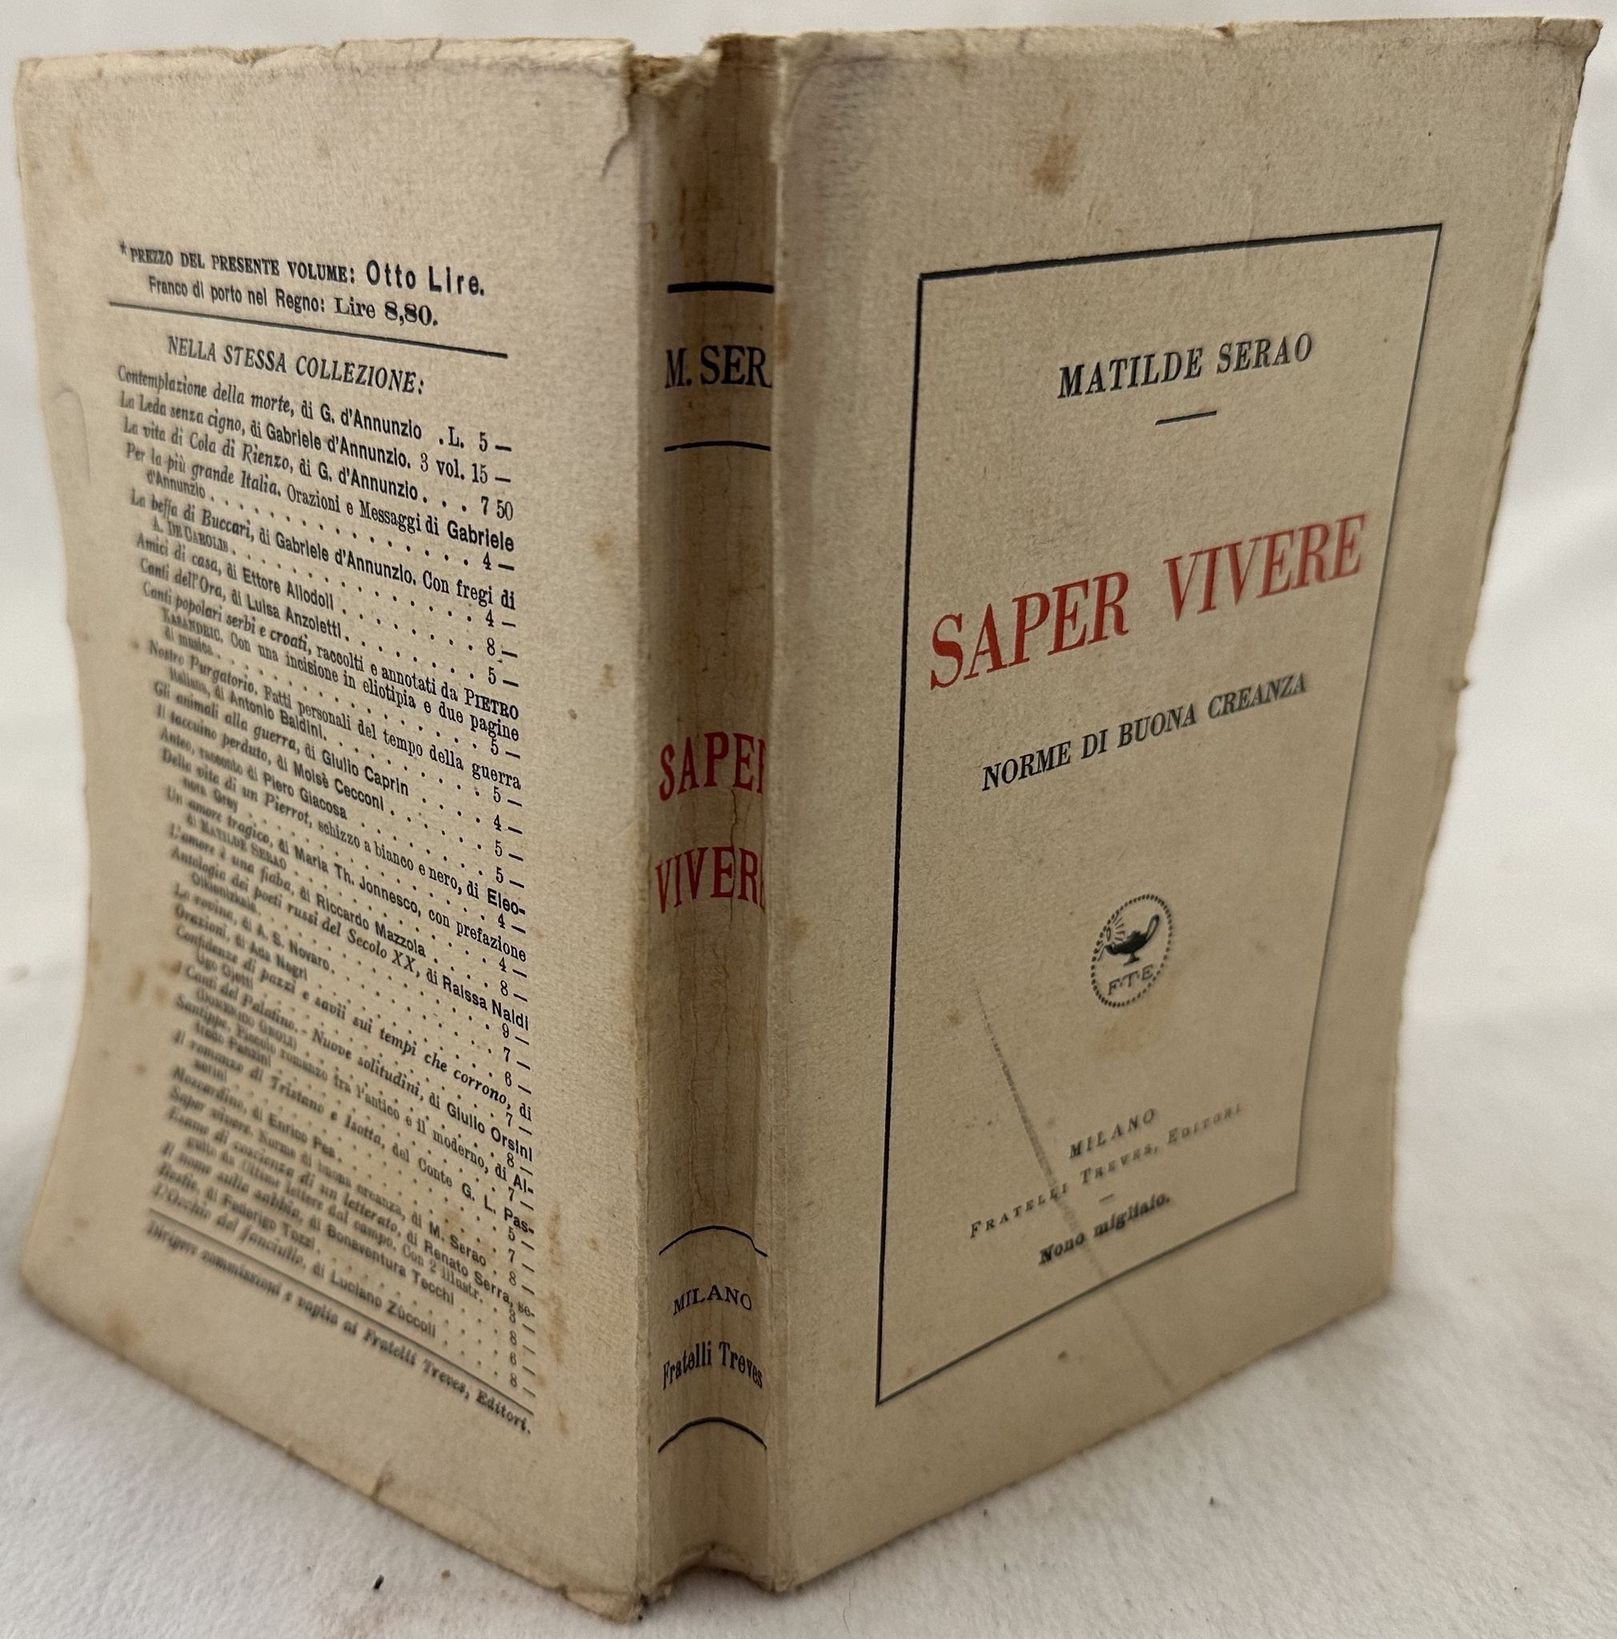 *PREZZO DEL PRESENTE VOLUME: Otto Lire.
Franco di porto nel Regno: Lire 8,80.
NELLA STESSA COLLEZIONE:
Contemplazione della morte, di G. d'Annunzio . L. 5 —
La Leda senza cigno, di Gabriele d'Annunzio. 3 vol. 15 —
La vita di Cola di Rienzo, di G. d'Annunzio . . . 7 50
Per la più grande Italia. Orazioni e Messaggi di Gabriele
d'Annunzio . . . . . . . . . . . . . 4 —
La beffa di Buccari, di Gabriele d'Annunzio. Con fregi di
A. DE CAROLIS . . . . . . . . . . . . 4 —
Amici di casa, di Ettore Allodoli . . . . . . . 8 —
Canti dell'Ora, di Luisa Anzoletti . . . . . . . 5 —
Canti popolari serbi e croati, raccolti e annotati da PIETRO
KASANDRIC. Con una incisione in eliotipia e due pagine
di musica . . . . . . . . . . . . . 5 —
Nostro Purgatorio. Fatti personali del tempo della guerra
italiana, di Antonio Baldini . . . . . . . . 5 —
Gli animali alla guerra, di Giulio Caprin . . . . 4 —
Il taccuino perduto, di Moisè Cecconi . . . . . 5 —
Anteo, racconto di Piero Giacosa . . . . . . . 5 —
Della vita di un Pierrot, schizzo a bianco e nero, di Eleo-
nora Gray . . . . . . . . . . . . . 4 —
Un amore tragico, di Maria Th. Jonnesco, con prefazione
di MATILDE SERAO . . . . . . . . . . . 4 —
L'amore è una fiaba, di Riccardo Mazzola . . . . 8 —
Antologia dei poeti russi del Secolo XX, di Raissa Naldi
Olkienizkaia . . . . . . . . . . . . 9 —
La rovina, di A. S. Novaro . . . . . . . . . 7 —
Orazioni, di Ada Negri . . . . . . . . . . 6 —
Confidenze di pazzi e savii sui tempi che corrono, di
Ugo Ojetti . . . . . . . . . . . . . 7 —
I Canti del Palatino. - Nuove solitudini, di Giulio Orsini
(DOMENICO GNOLI) . . . . . . . . . . . 8 —
Santippe. Piccolo romanzo tra l'antico e il moderno, di Al-
fredo Panzini . . . . . . . . . . . . 7 —
Il romanzo di Tristano e Isotta, del Conte G. L. Pas-
serini . . . . . . . . . . . . . . 5 —
Moscardino, di Enrico Pea . . . . . . . . . 7 —
Saper vivere. Norme di buona creanza, di M. Serao . 8 —
Esame di coscienza di un letterato, di Renato Serra, se-
guito da Ultime lettere dal campo. Con 2 illustr. . 3 —
Il nome sulla sabbia, di Bonaventura Tecchi . . . 8 —
Bestie, di Federigo Tozzi . . . . . . . . . 6 —
L'Occhio del fanciullo, di Luciano Zùccoli . . . . 8 —
Dirigere commissioni e vaglia ai Fratelli Treves, Editori.
M. SER
SAPER
VIVERE
MILANO
Fratelli Treves
MATILDE SERAO
SAPER VIVERE
NORME DI BUONA CREANZA
F·T·E·
MILANO
FRATELLI TREVES, EDITORI
Nono migliaio.